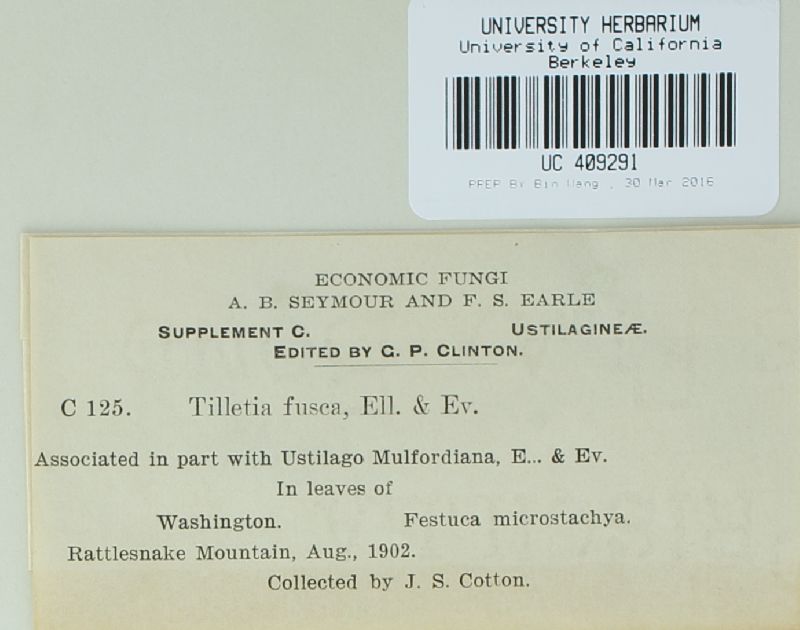 UNIVERSITY HERBARIUM
University of California
Berkeley
UC 409291
PREP By Bin Wang , 30 Mar 2016
ECONOMIC FUNGI
A. B. SEYMOUR AND F. S. EARLE
SUPPLEMENT C. USTILAGINEÆ.
EDITED BY G. P. CLINTON.
C 125. Tilletia fusca, Ell. & Ev.
Associated in part with Ustilago Mulfordiana, E... & Ev.
In leaves of
Washington. Festuca microstachya.
Rattlesnake Mountain, Aug., 1902.
Collected by J. S. Cotton.